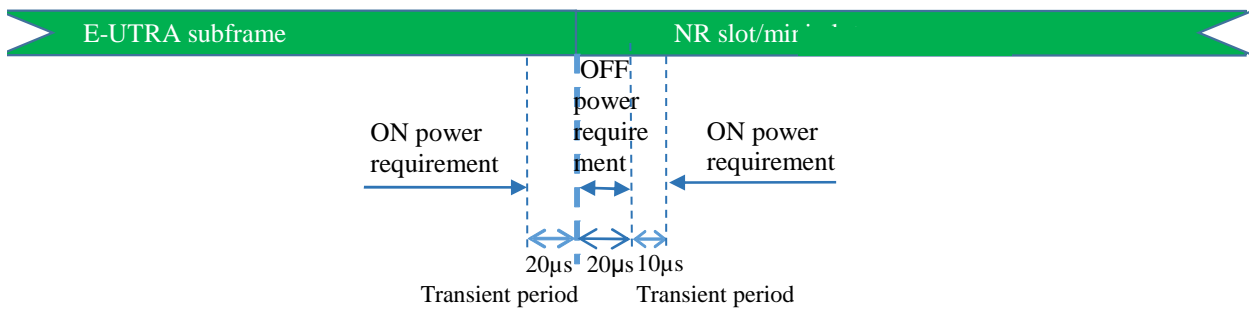 E-UTRA subframe
NR slot/
OFF
power
require
ment
ON power
requirement
ON power
requirement
20µs
20µs
10µs
Transient period
Transient period